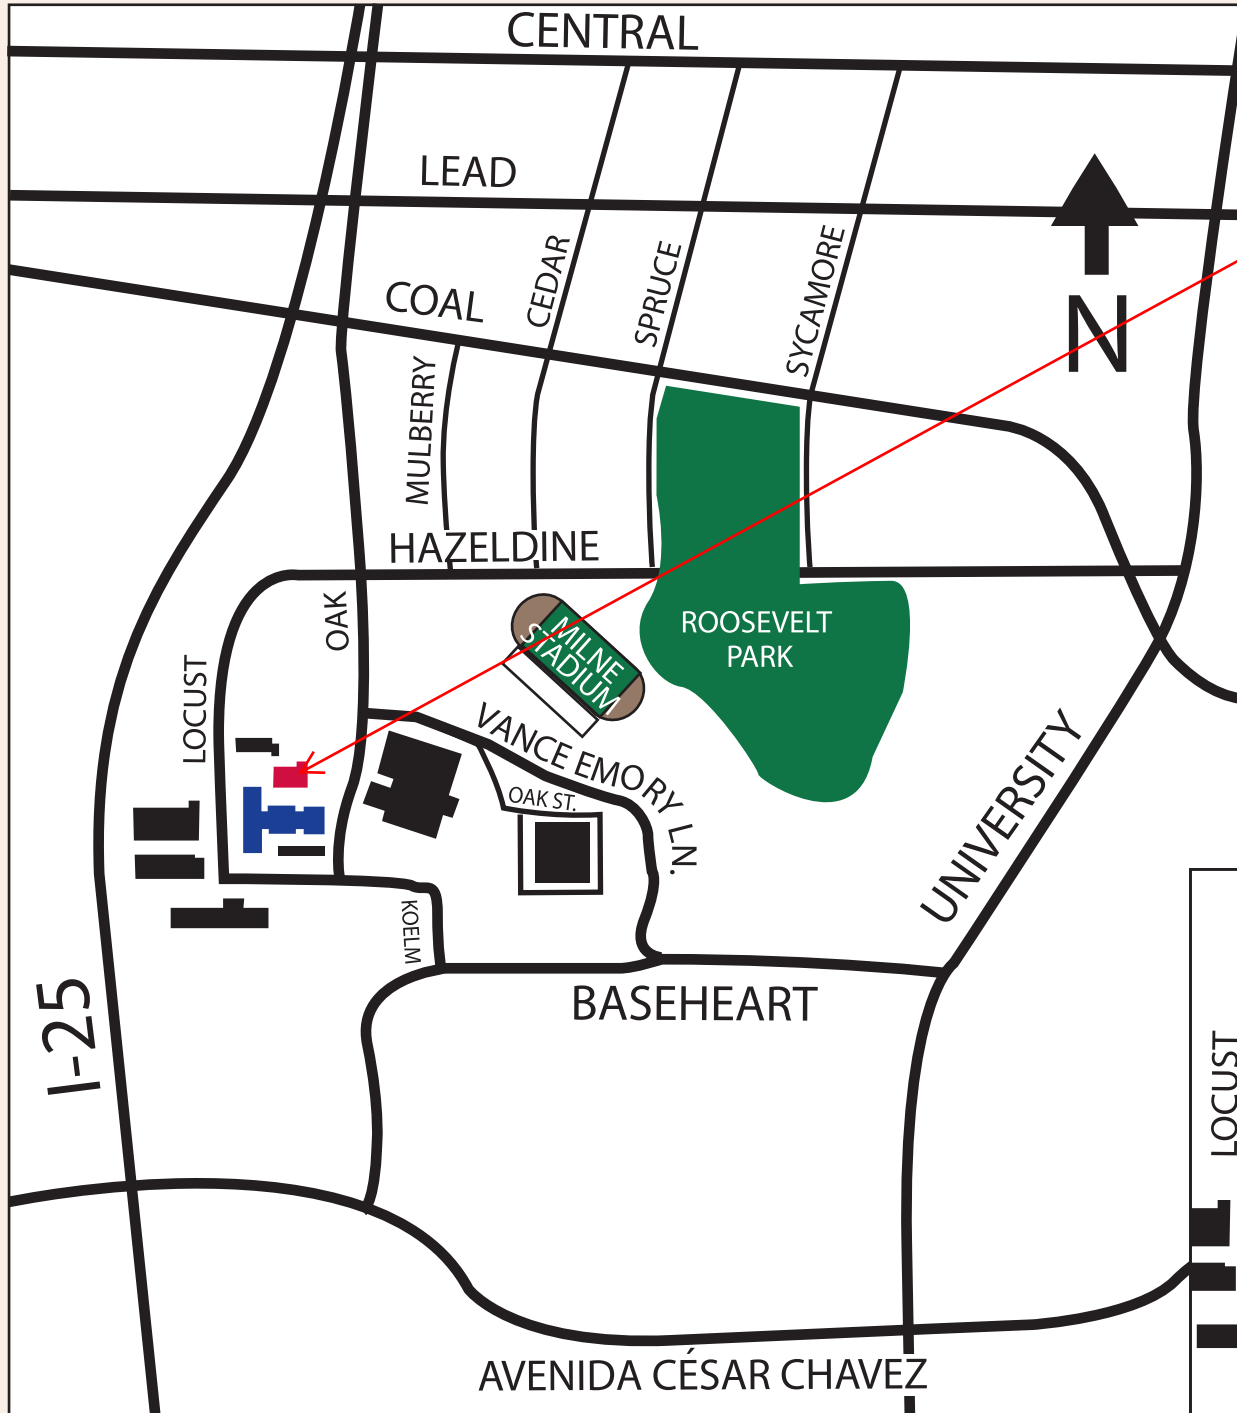 CENTRAL
LEAD
CEDAR
SPRUCE
SYCAMORE
COAL
N
MULBERRY
HAZELDINE
OAK
MILNE
STADIUM
ROOSEVELT
PARK
LOCUST
VANCE EMORY LN.
OAK ST.
UNIVERSITY
KOELM
I-25
BASEHEART
LOCUST
AVENIDA CÉSAR CHAVEZ